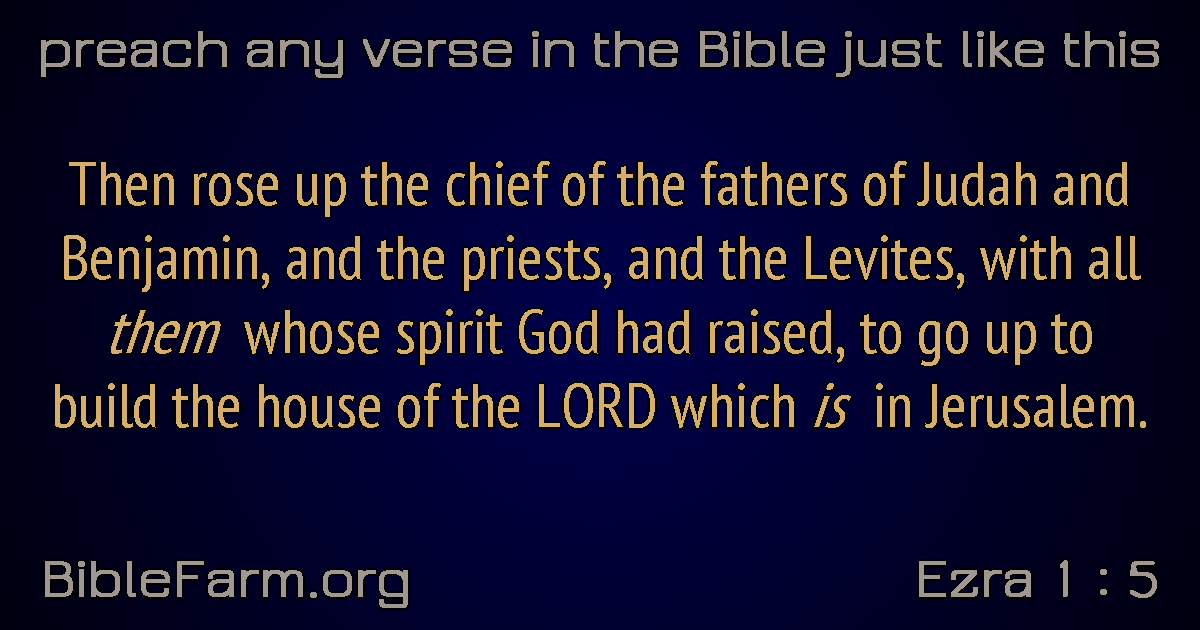 preach any verse in the Bible just like this
Then rose up the chief of the fathers of Judah and
Benjamin, and the priests, and the Levites, with all
them whose spirit God had raised, to go up to
build the house of the LORD which is in Jerusalem.
BibleFarm.org
Ezra 1 : 5